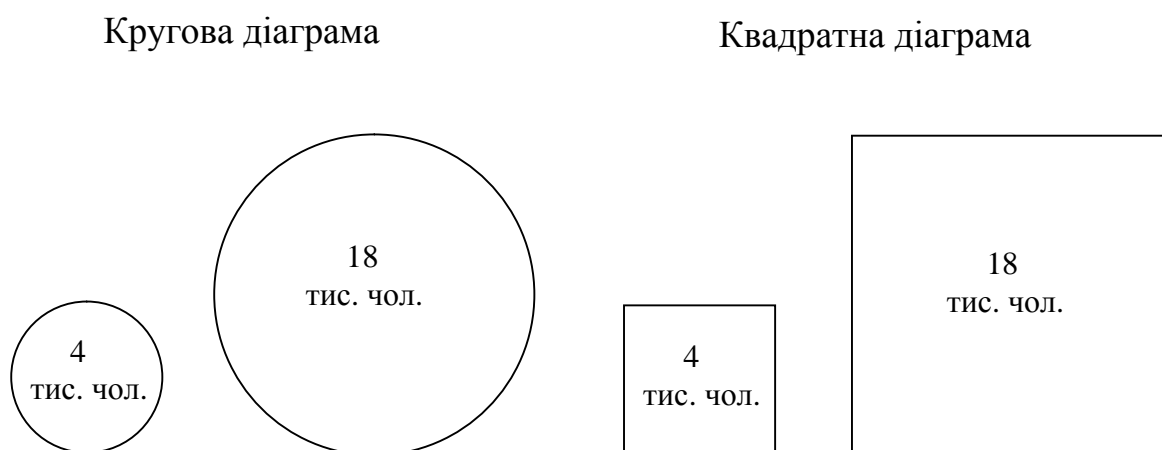 Кругова діаграма
Квадратна діаграма
18
тис. чол.
4
тис. чол.
18
тис. чол.
4
тис. чол.